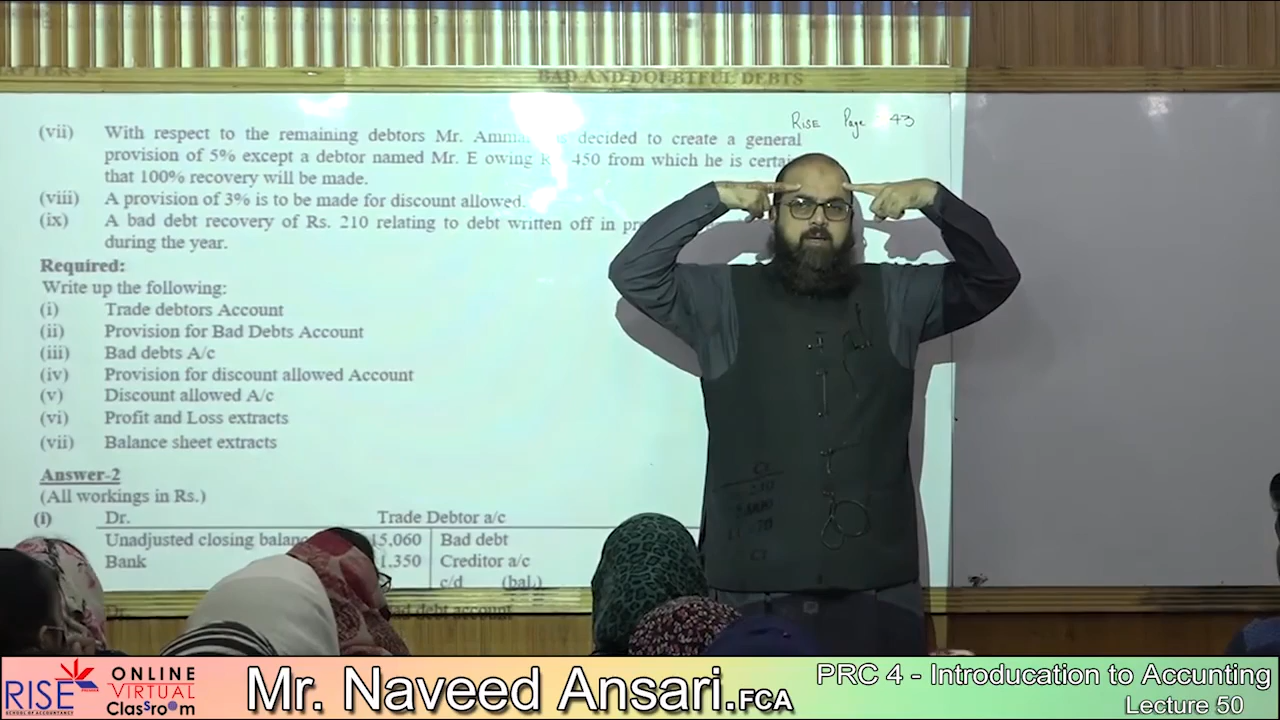 BAD AND DOUBTFUL DEBTS
RISE Page 43
(vii) With respect to the remaining debtors Mr. decided to create a general
provision of 5% except a debtor named Mr. E owing 450 from which he is
that 100% recovery will be made.
(viii) A provision of 3% is to be made for discount allowed.
(ix) A bad debt recovery of Rs. 210 relating to debt written off in
during the year.
Required:
Write up the following:
(i) Trade debtors Account
(ii) Provision for Bad Debts Account
(iii) Bad debts A/c
(iv) Provision for discount allowed Account
(v) Discount allowed A/c
(vi) Profit and Loss extracts
(vii) Balance sheet extracts
Answer-2
(All workings in Rs.)
(i) Dr. Trade Debtor a/c
Unadjusted closing 15,060 Bad debt
Bank 1,350 Creditor a/c
c/d (bal.)
Dr. debt account
RISE
SCHOOL OF ACCOUNTANCY
ONLINE
VIRTUAL
Classroom
Mr. Naveed Ansari.FCA
PRC 4 - Introducation to Accunting
Lecture 50